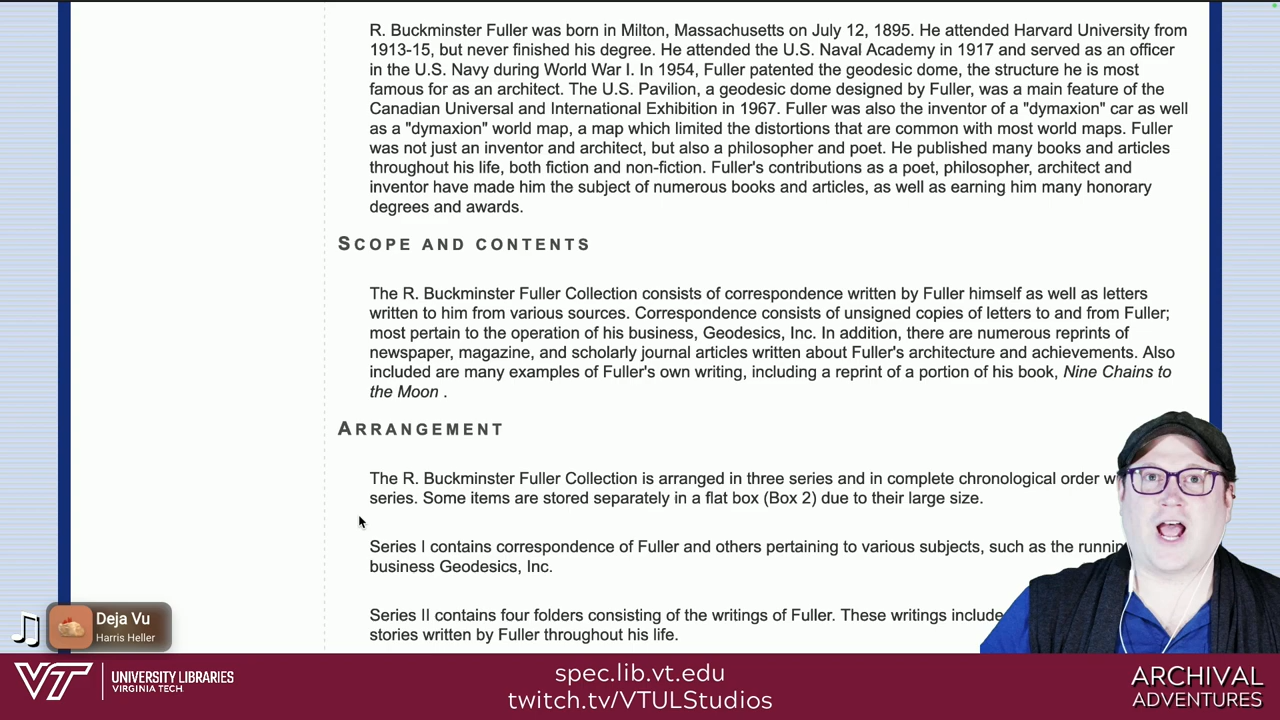 R. Buckminster Fuller was born in Milton, Massachusetts on July 12, 1895. He attended Harvard University from
1913-15, but never finished his degree. He attended the U.S. Naval Academy in 1917 and served as an officer
in the U.S. Navy during World War I. In 1954, Fuller patented the geodesic dome, the structure he is most
famous for as an architect. The U.S. Pavilion, a geodesic dome designed by Fuller, was a main feature of the
Canadian Universal and International Exhibition in 1967. Fuller was also the inventor of a "dymaxion" car as well
as a "dymaxion" world map, a map which limited the distortions that are common with most world maps. Fuller
was not just an inventor and architect, but also a philosopher and poet. He published many books and articles
throughout his life, both fiction and non-fiction. Fuller's contributions as a poet, philosopher, architect and
inventor have made him the subject of numerous books and articles, as well as earning him many honorary
degrees and awards.
SCOPE AND CONTENTS
The R. Buckminster Fuller Collection consists of correspondence written by Fuller himself as well as letters
written to him from various sources. Correspondence consists of unsigned copies of letters to and from Fuller;
most pertain to the operation of his business, Geodesics, Inc. In addition, there are numerous reprints of
newspaper, magazine, and scholarly journal articles written about Fuller's architecture and achievements. Also
included are many examples of Fuller's own writing, including a reprint of a portion of his book, Nine Chains to
the Moon .
ARRANGEMENT
The R. Buckminster Fuller Collection is arranged in three series and in complete chronological order
series. Some items are stored separately in a flat box (Box 2) due to their large size.
Series I contains correspondence of Fuller and others pertaining to various subjects, such as the
business Geodesics, Inc.
Series II contains four folders consisting of the writings of Fuller. These writings include
stories written by Fuller throughout his life.
Deja Vu
Harris Heller
VT
UNIVERSITY LIBRARIES
VIRGINIA TECH.
spec.lib.vt.edu
twitch.tv/VTULStudios
ARCHIVAL
ADVENTURES